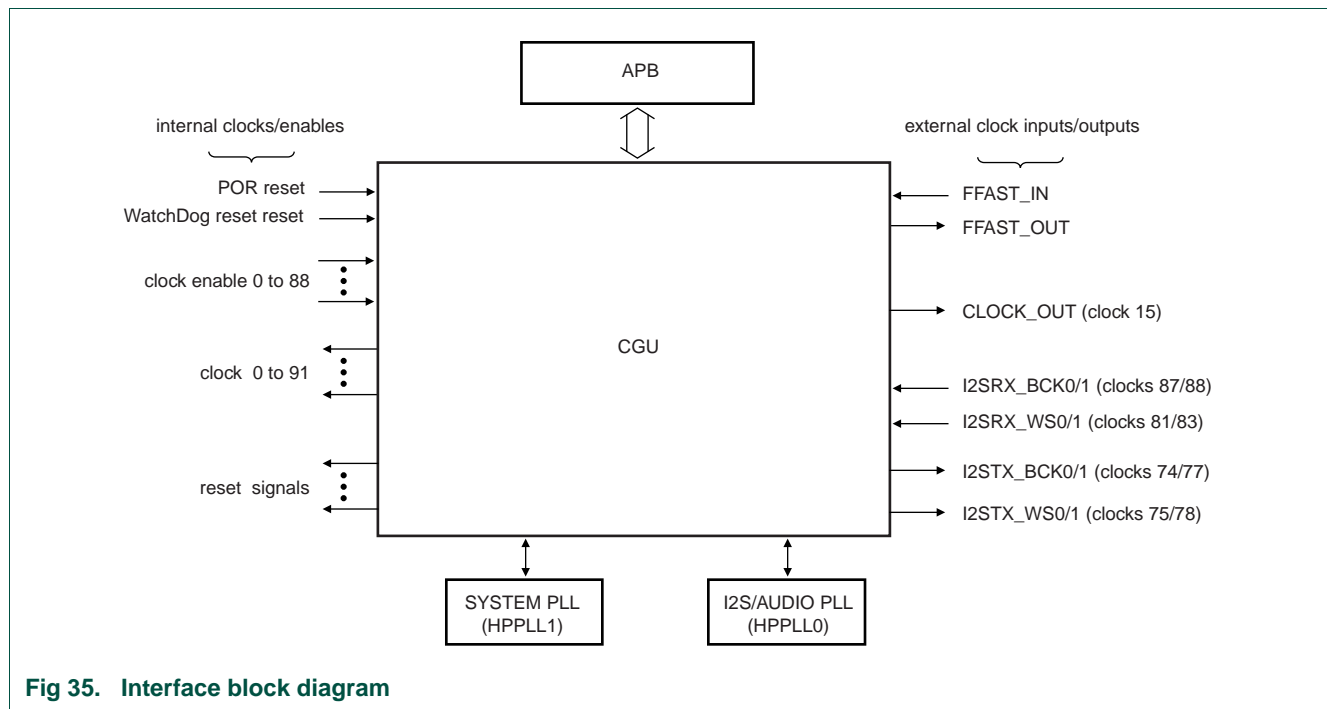 APB
internal clocks/enables
external clock inputs/outputs
POR reset
WatchDog reset reset
clock enable 0 to 88
clock 0 to 91
reset signals
CGU
FFAST_IN
FFAST_OUT
CLOCK_OUT (clock 15)
I2SRX_BCK0/1 (clocks 87/88)
I2SRX_WS0/1 (clocks 81/83)
I2STX_BCK0/1 (clocks 74/77)
I2STX_WS0/1 (clocks 75/78)
SYSTEM PLL
(HPPLL1)
I2S/AUDIO PLL
(HPPLL0)
Fig 35. Interface block diagram